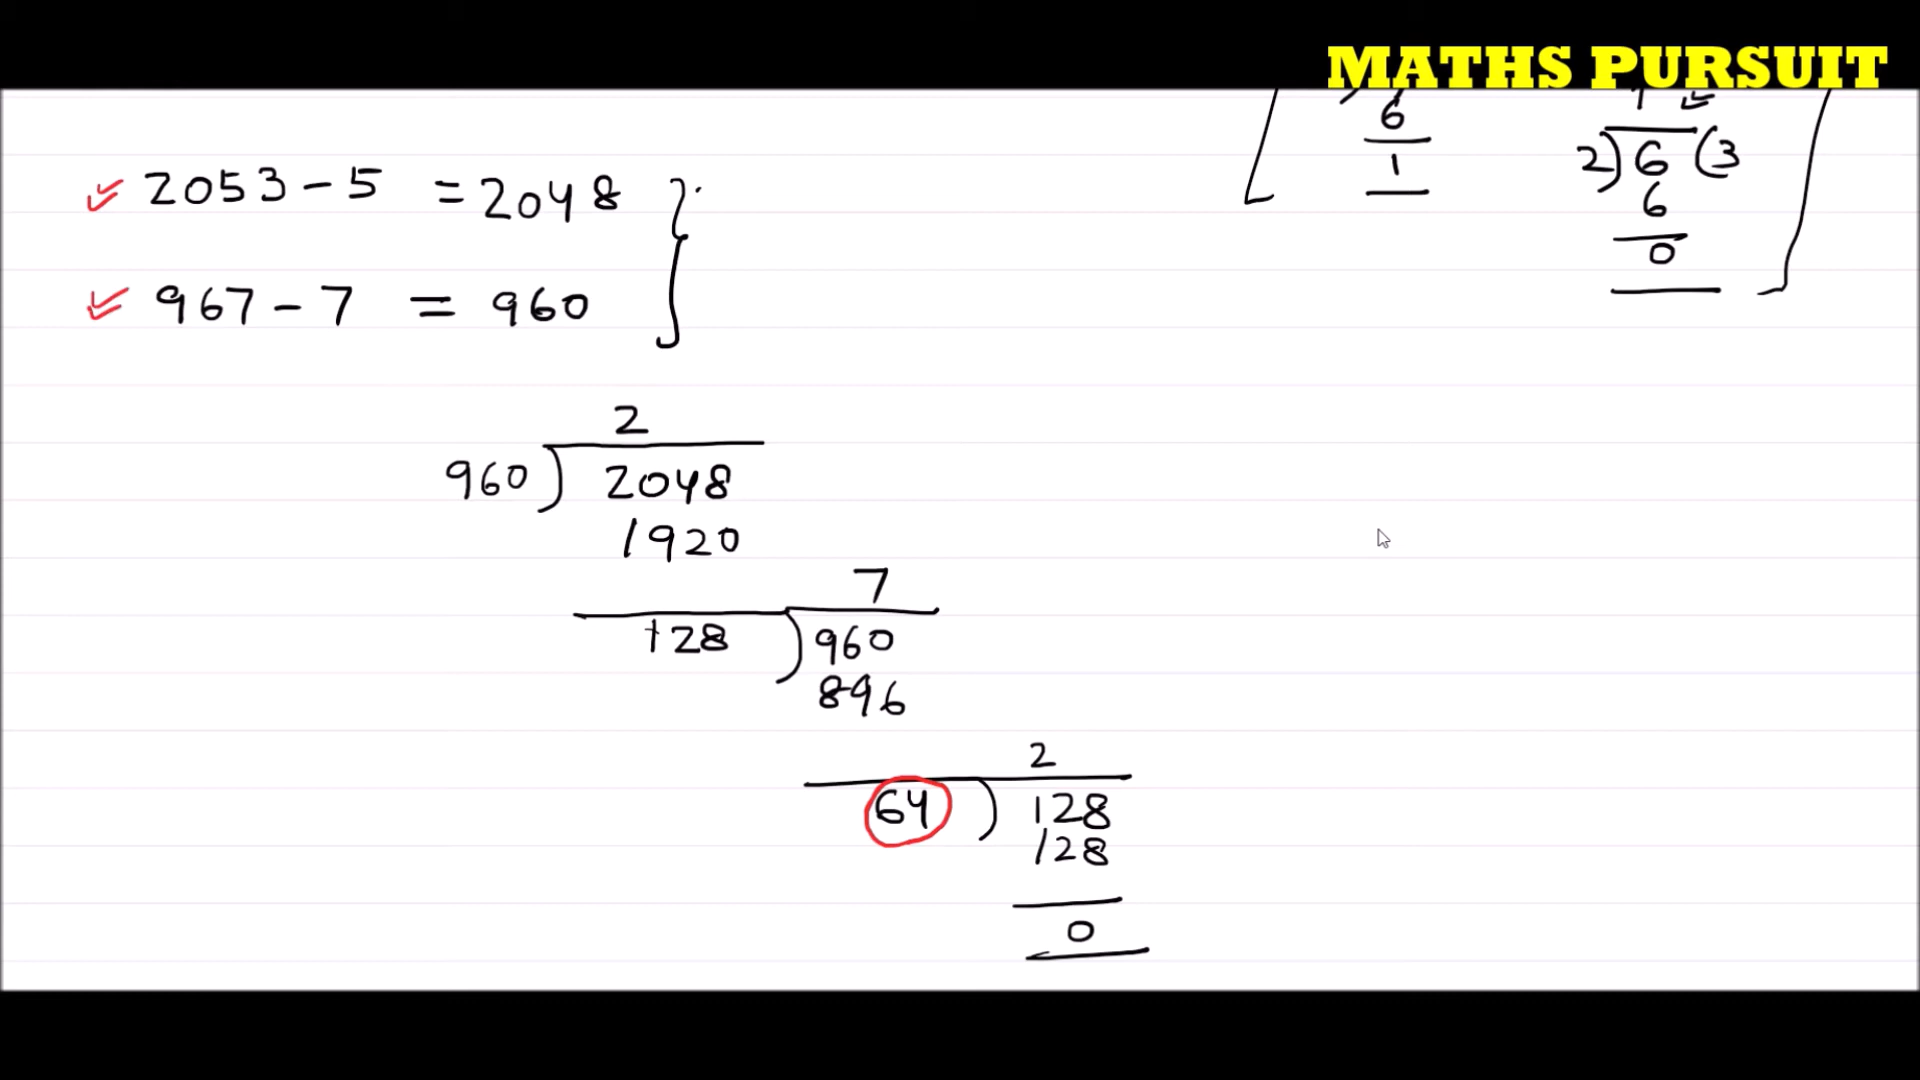 MATHS PURSUIT
2053 - 5 = 2048
967 - 7 = 960
6
1
2) 6 (3
6
0
2
960) 2048
1920
7
128 ) 960
896
2
64 ) 128
128
0